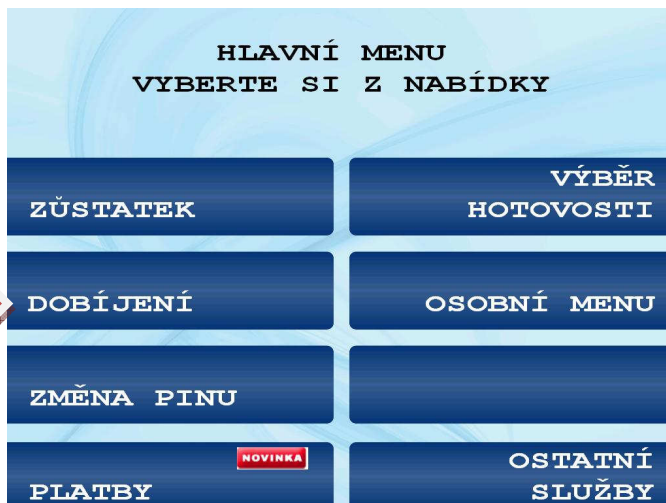 HLAVNÍ MENU
VYBERTE SI Z NABÍDKY
ZŮSTATEK
VÝBĚR
HOTOVOSTI
DOBÍJENÍ
OSOBNÍ MENU
ZMĚNA PINU
NOVINKA
PLATBY
OSTATNÍ
SLUŽBY